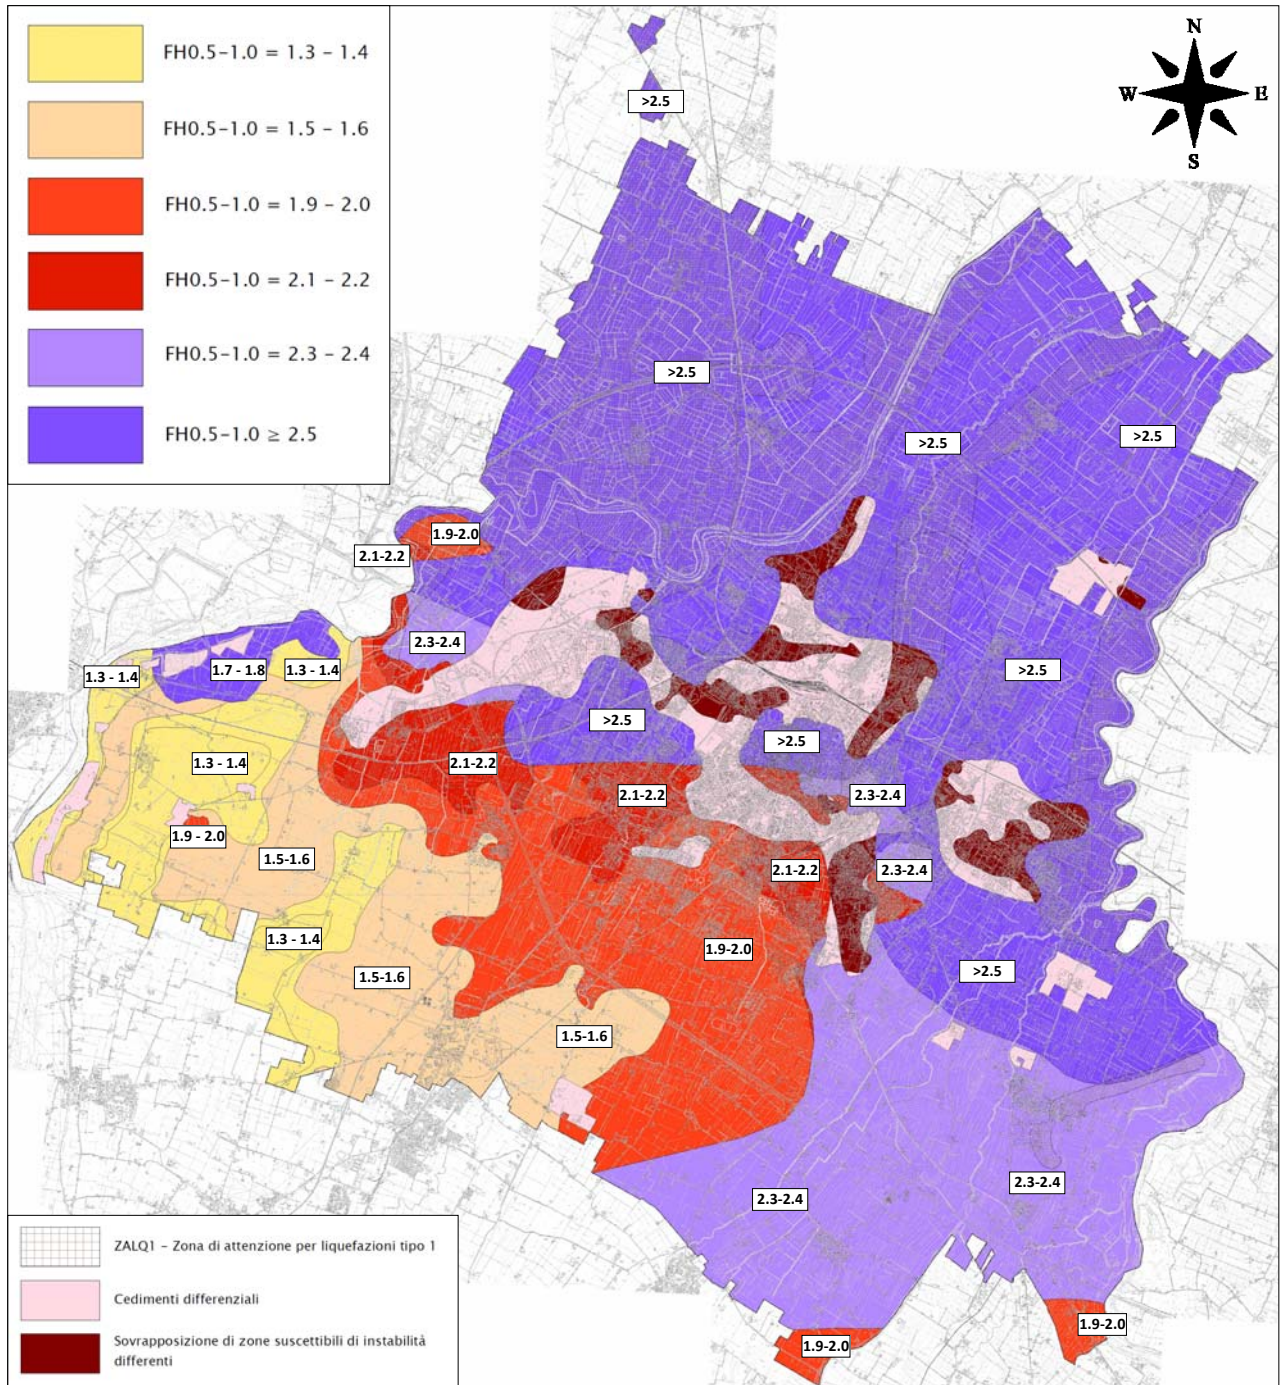 FH0.5-1.0 = 1.3 - 1.4
FH0.5-1.0 = 1.5 - 1.6
FH0.5-1.0 = 1.9 - 2.0
FH0.5-1.0 = 2.1 - 2.2
FH0.5-1.0 = 2.3 - 2.4
FH0.5-1.0 ≥ 2.5
N
W
E
S
>2.5
>2.5
>2.5
>2.5
1.9-2.0
2.1-2.2
2.3-2.4
1.3 - 1.4
1.7 - 1.8
1.3 - 1.4
>2.5
>2.5
>2.5
1.3 - 1.4
2.1-2.2
2.1-2.2
2.3-2.4
1.9 - 2.0
1.5-1.6
2.1-2.2
2.3-2.4
1.3 - 1.4
1.9-2.0
1.5-1.6
>2.5
1.5-1.6
2.3-2.4
2.3-2.4
1.9-2.0
1.9-2.0
ZALQ1 - Zona di attenzione per liquefazioni tipo 1
Cedimenti differenziali
Sovrapposizione di zone suscettibili di instabilità
differenti